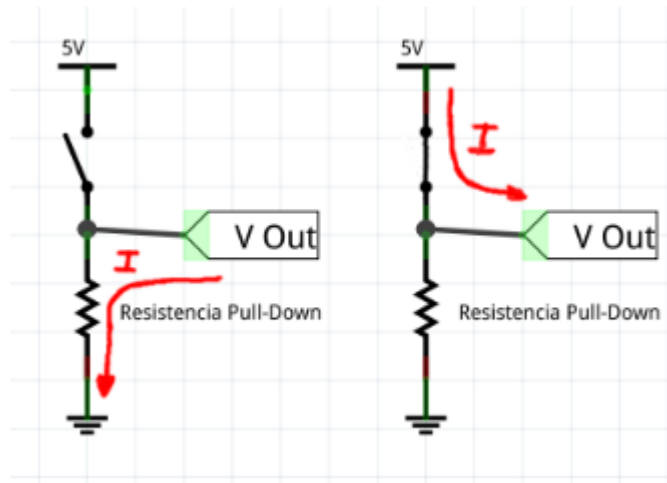 5V
I
V Out
Resistencia Pull-Down
5V
I
V Out
Resistencia Pull-Down